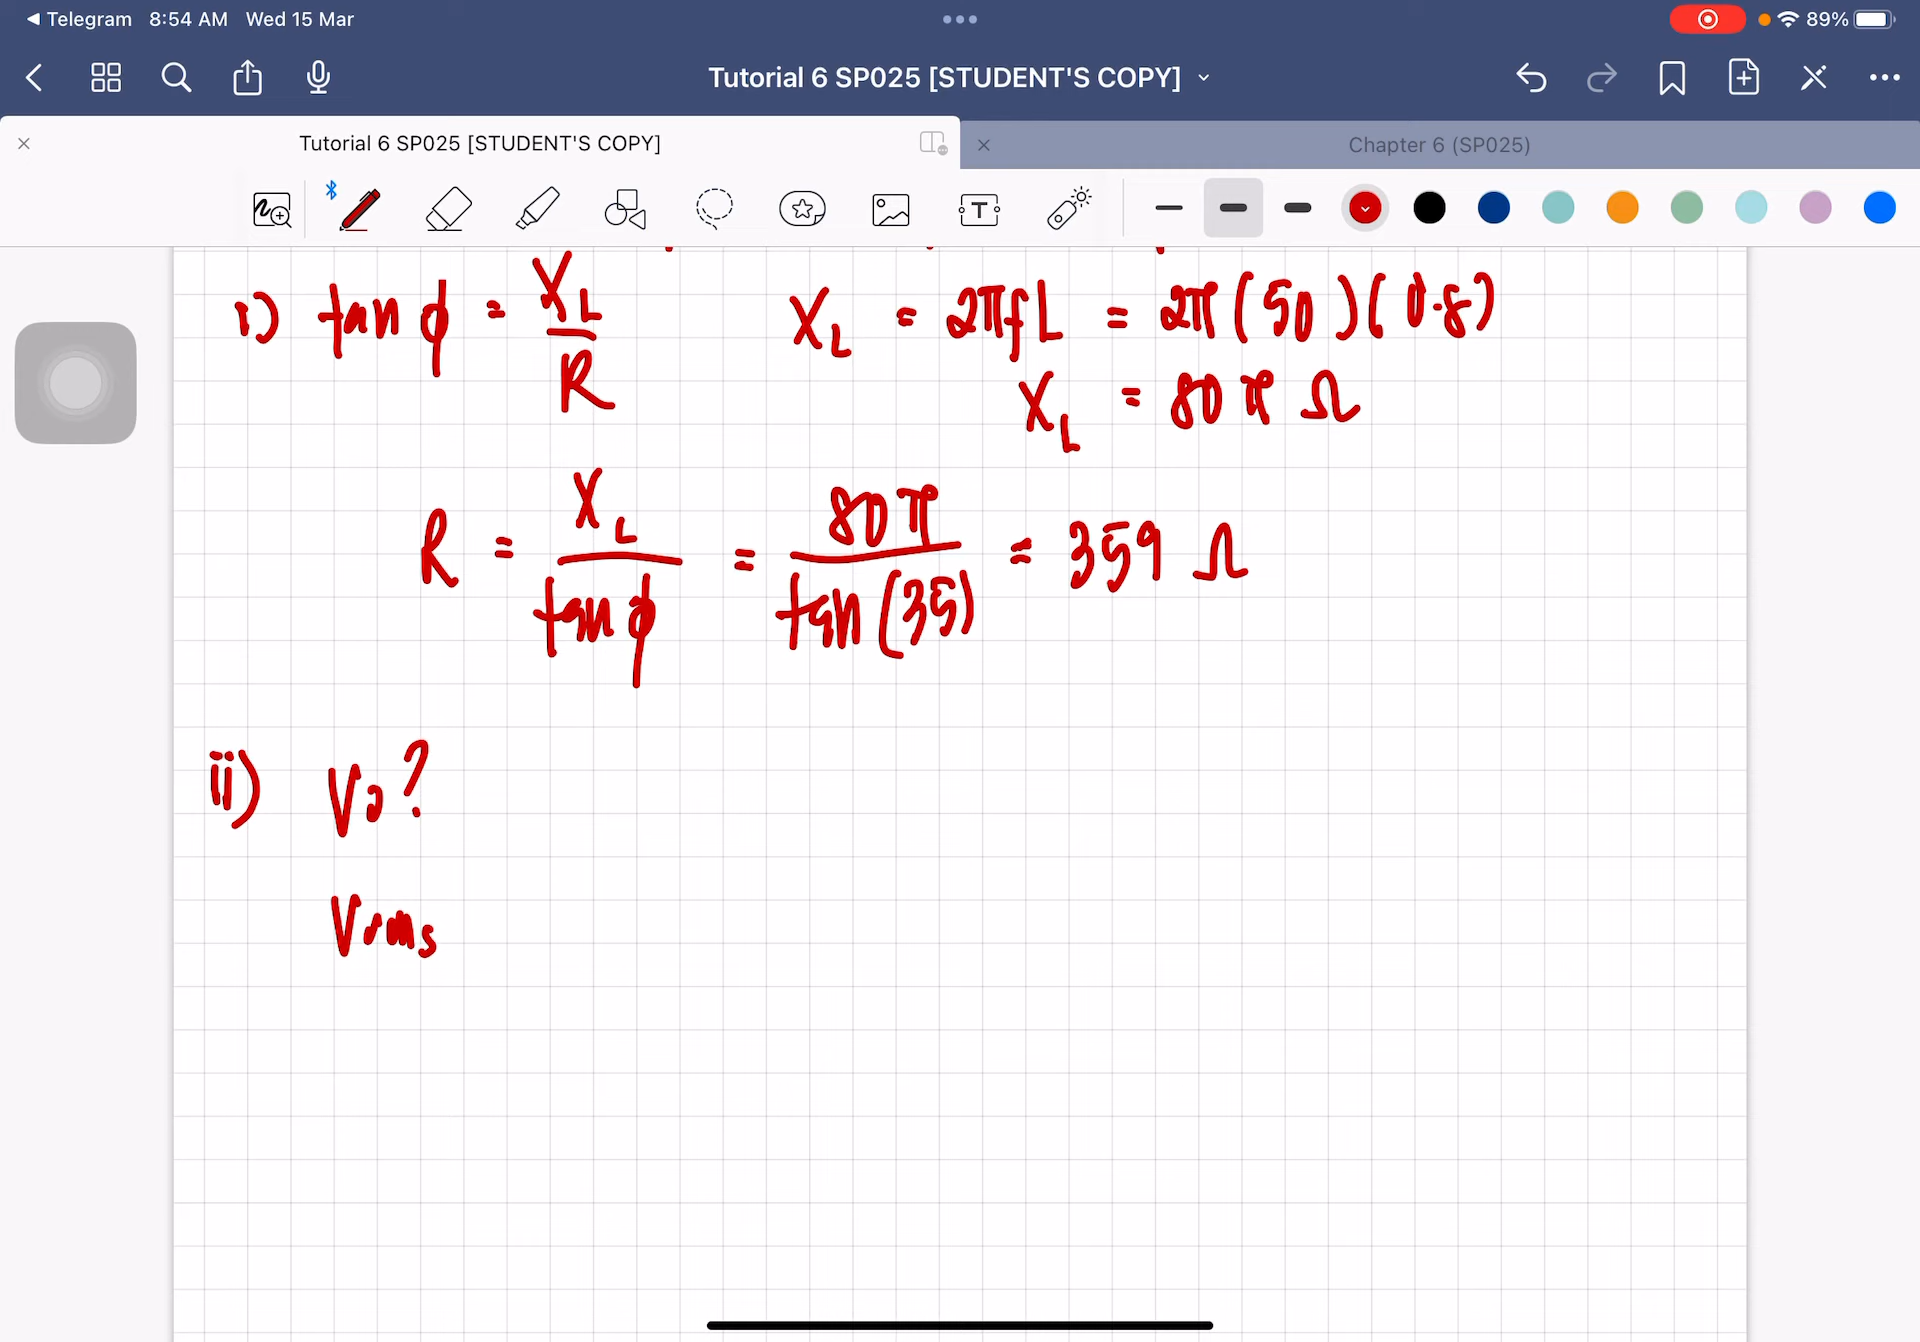 Telegram 8:54 AM Wed 15 Mar 89%
Tutorial 6 SP025 [STUDENT'S COPY]
Tutorial 6 SP025 [STUDENT'S COPY] Chapter 6 (SP025)
i) tan ϕ = X_L / R X_L = 2πfL = 2π (50) (0.8)
X_L = 80 π Ω
R = X_L / tan ϕ = 80 π / tan (35) = 359 Ω
ii) V₀?
Vrms